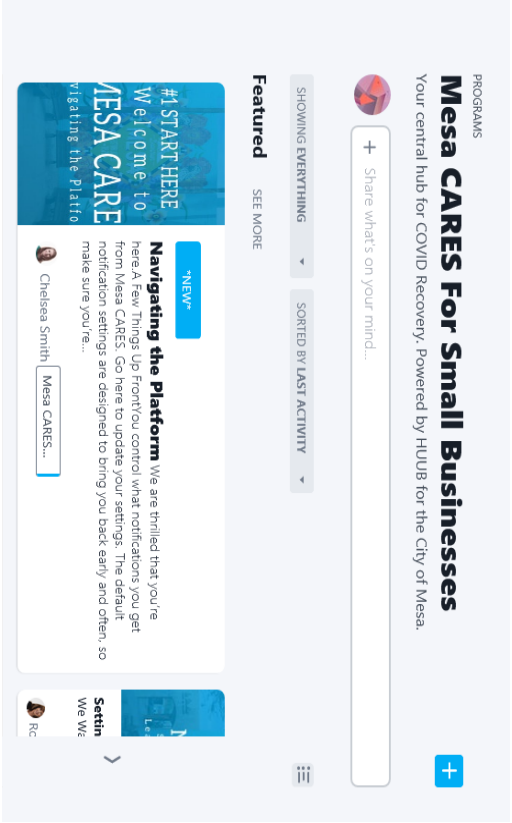 PROGRAMS
Mesa CARES For Small Businesses
Your central hub for COVID Recovery. Powered by HUUB for the City of Mesa.
+
+ Share what's on your mind...
SHOWING EVERYTHING
SORTED BY LAST ACTIVITY
Featured SEE MORE
#1 START HERE
Welcome to
MESA CARE
vigating the Platfo
*NEW*
Navigating the Platform We are thrilled that you're
here.A Few Things Up FrontYou control what notifications you get
from Mesa CARES. Go here to update your settings. The default
notification settings are designed to bring you back early and often, so
make sure you're...
Chelsea Smith Mesa CARES...
Settin
We Wa
Ro